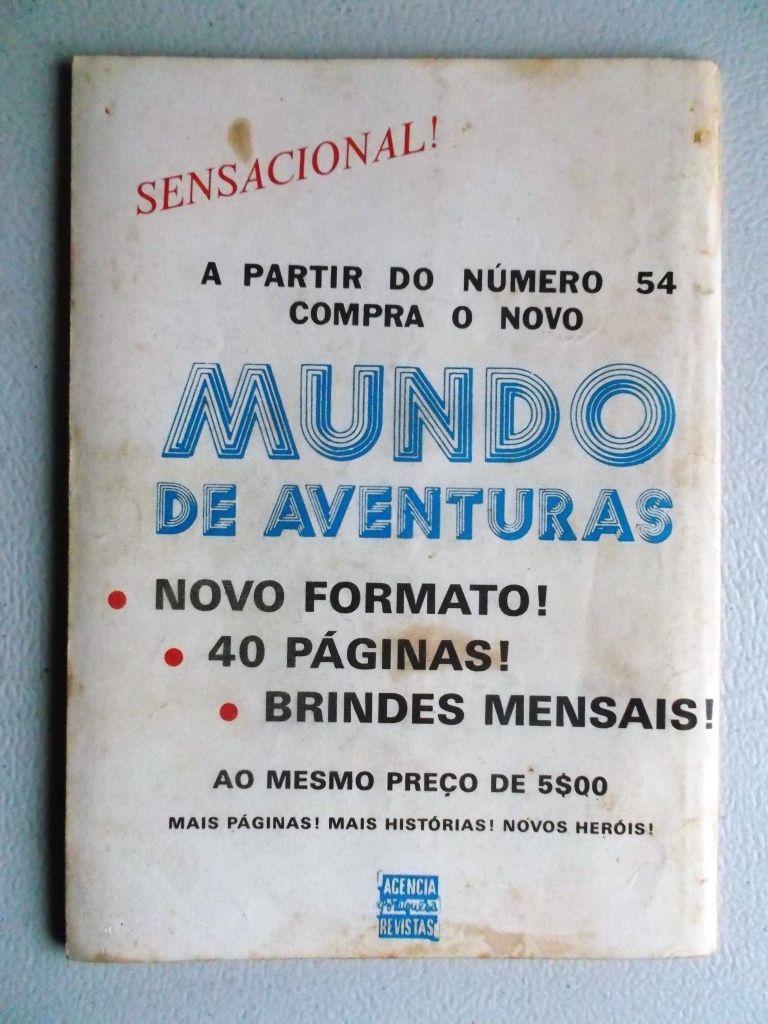 SENSACIONAL!
A PARTIR DO NÚMERO 54
COMPRA O NOVO
MUNDO
DE AVENTURAS
• NOVO FORMATO!
• 40 PÁGINAS!
• BRINDES MENSAIS!
AO MESMO PREÇO DE 5$00
MAIS PÁGINAS! MAIS HISTÓRIAS! NOVOS HERÓIS!
AGENCIA
Portuguesa
REVISTAS